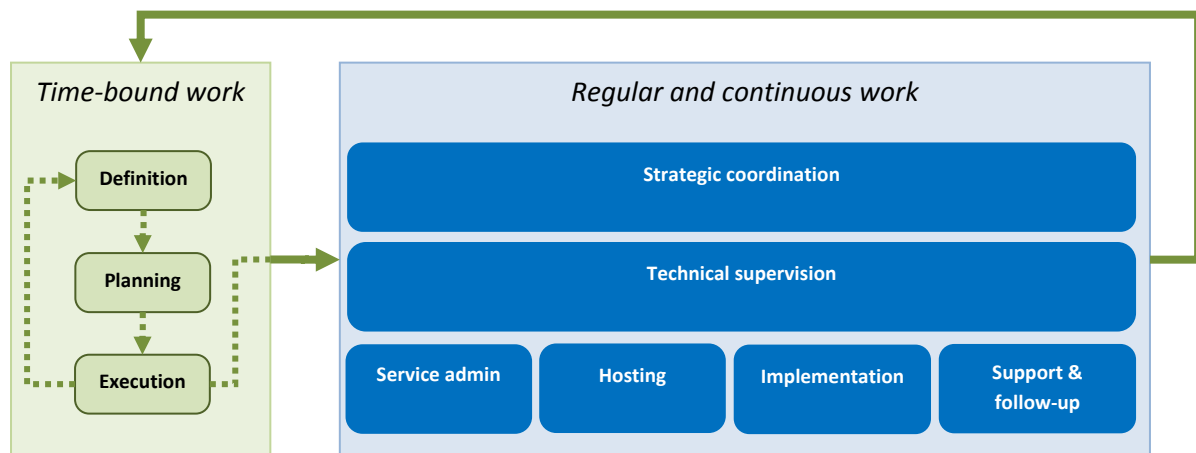 Time-bound work
Regular and continuous work
Definition
Planning
Execution
Strategic coordination
Technical supervision
Service admin
Hosting
Implementation
Support &
follow-up